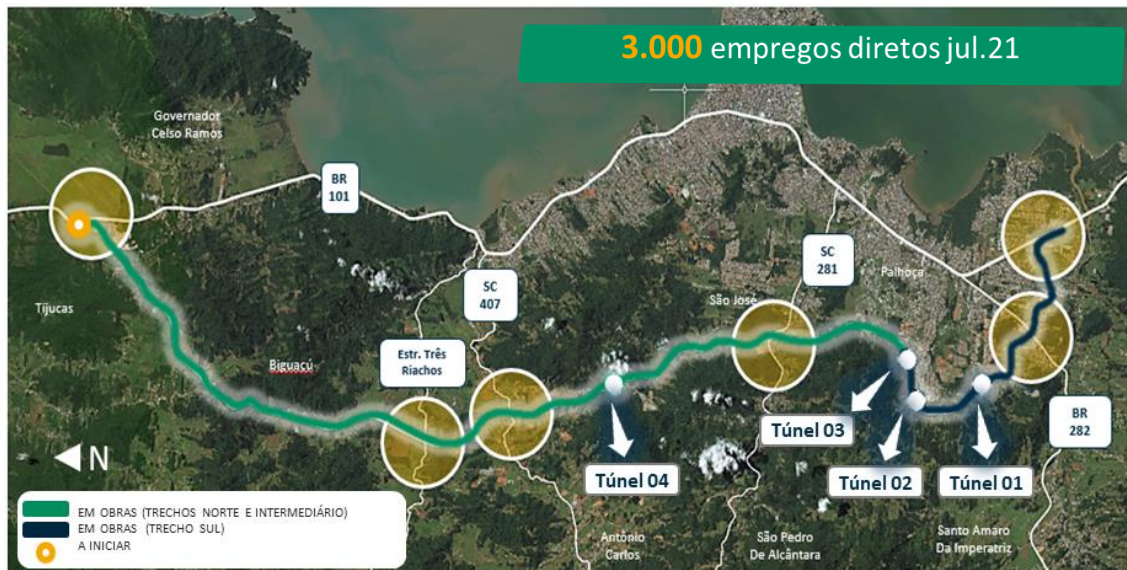 3.000 empregos diretos jul.21
Governador
Celso Ramos
BR
101
SC
407
SC
281
Palhoça
São José
Tijucas
Biguaçú
Estr. Três
Riachos
Túnel 03
Túnel 04
Túnel 02
Túnel 01
BR
282
N
EM OBRAS (TRECHOS NORTE E INTERMEDIÁRIO)
EM OBRAS (TRECHO SUL)
A INICIAR
Antônio
Carlos
São Pedro
De Alcântara
Santo Amaro
Da Imperatriz